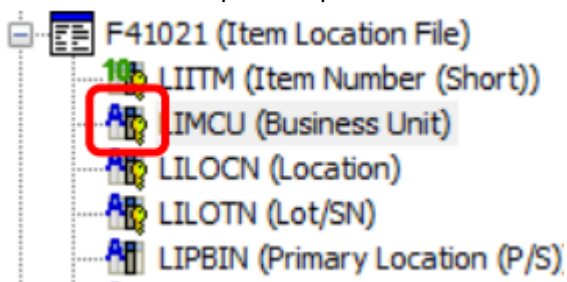 F41021 (Item Location File)
LIITM (Item Number (Short))
LIMCU (Business Unit)
LILOCN (Location)
LILOTN (Lot/SN)
LIPBIN (Primary Location (P/S))